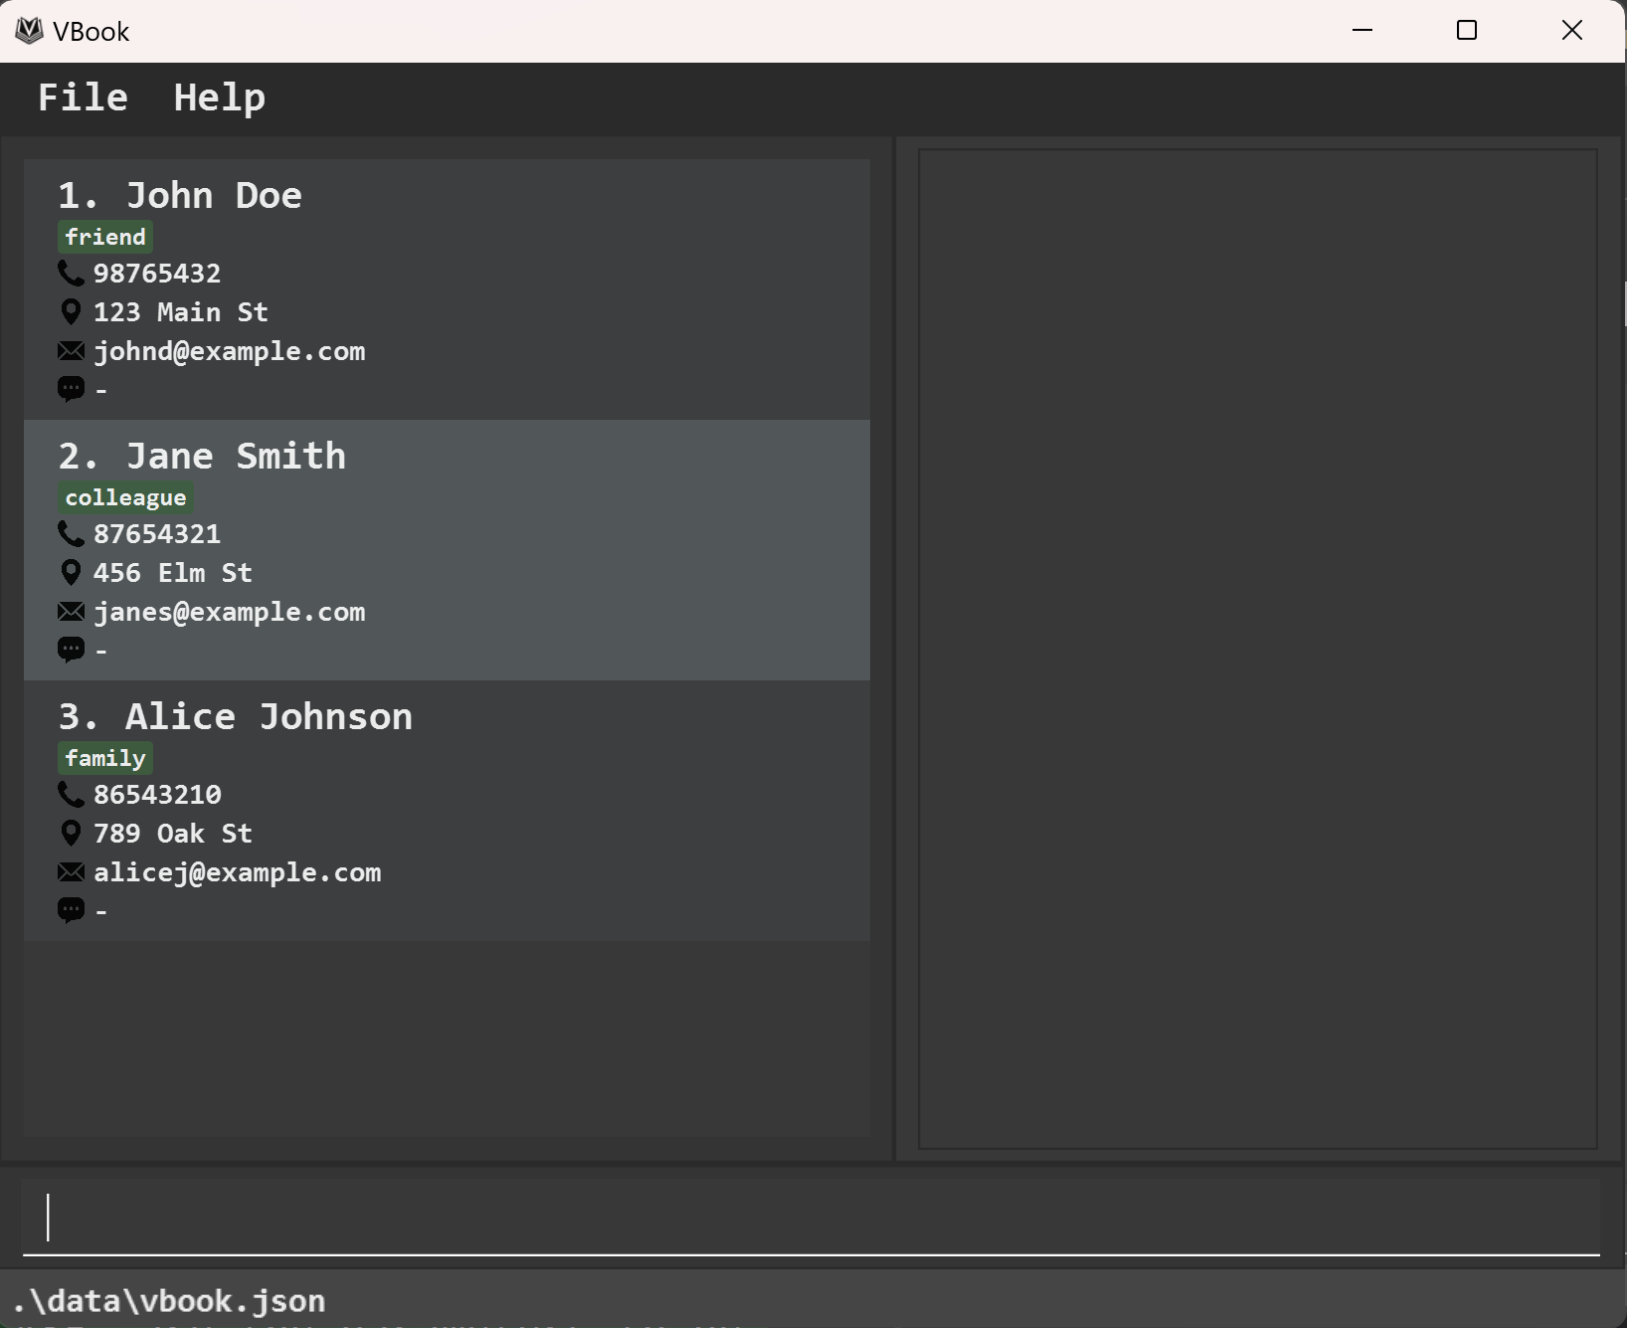 VBook
File Help
1. John Doe
friend
98765432
123 Main St
johnd@example.com
-
2. Jane Smith
colleague
87654321
456 Elm St
janes@example.com
-
3. Alice Johnson
family
86543210
789 Oak St
alicej@example.com
-
.\data\vbook.json